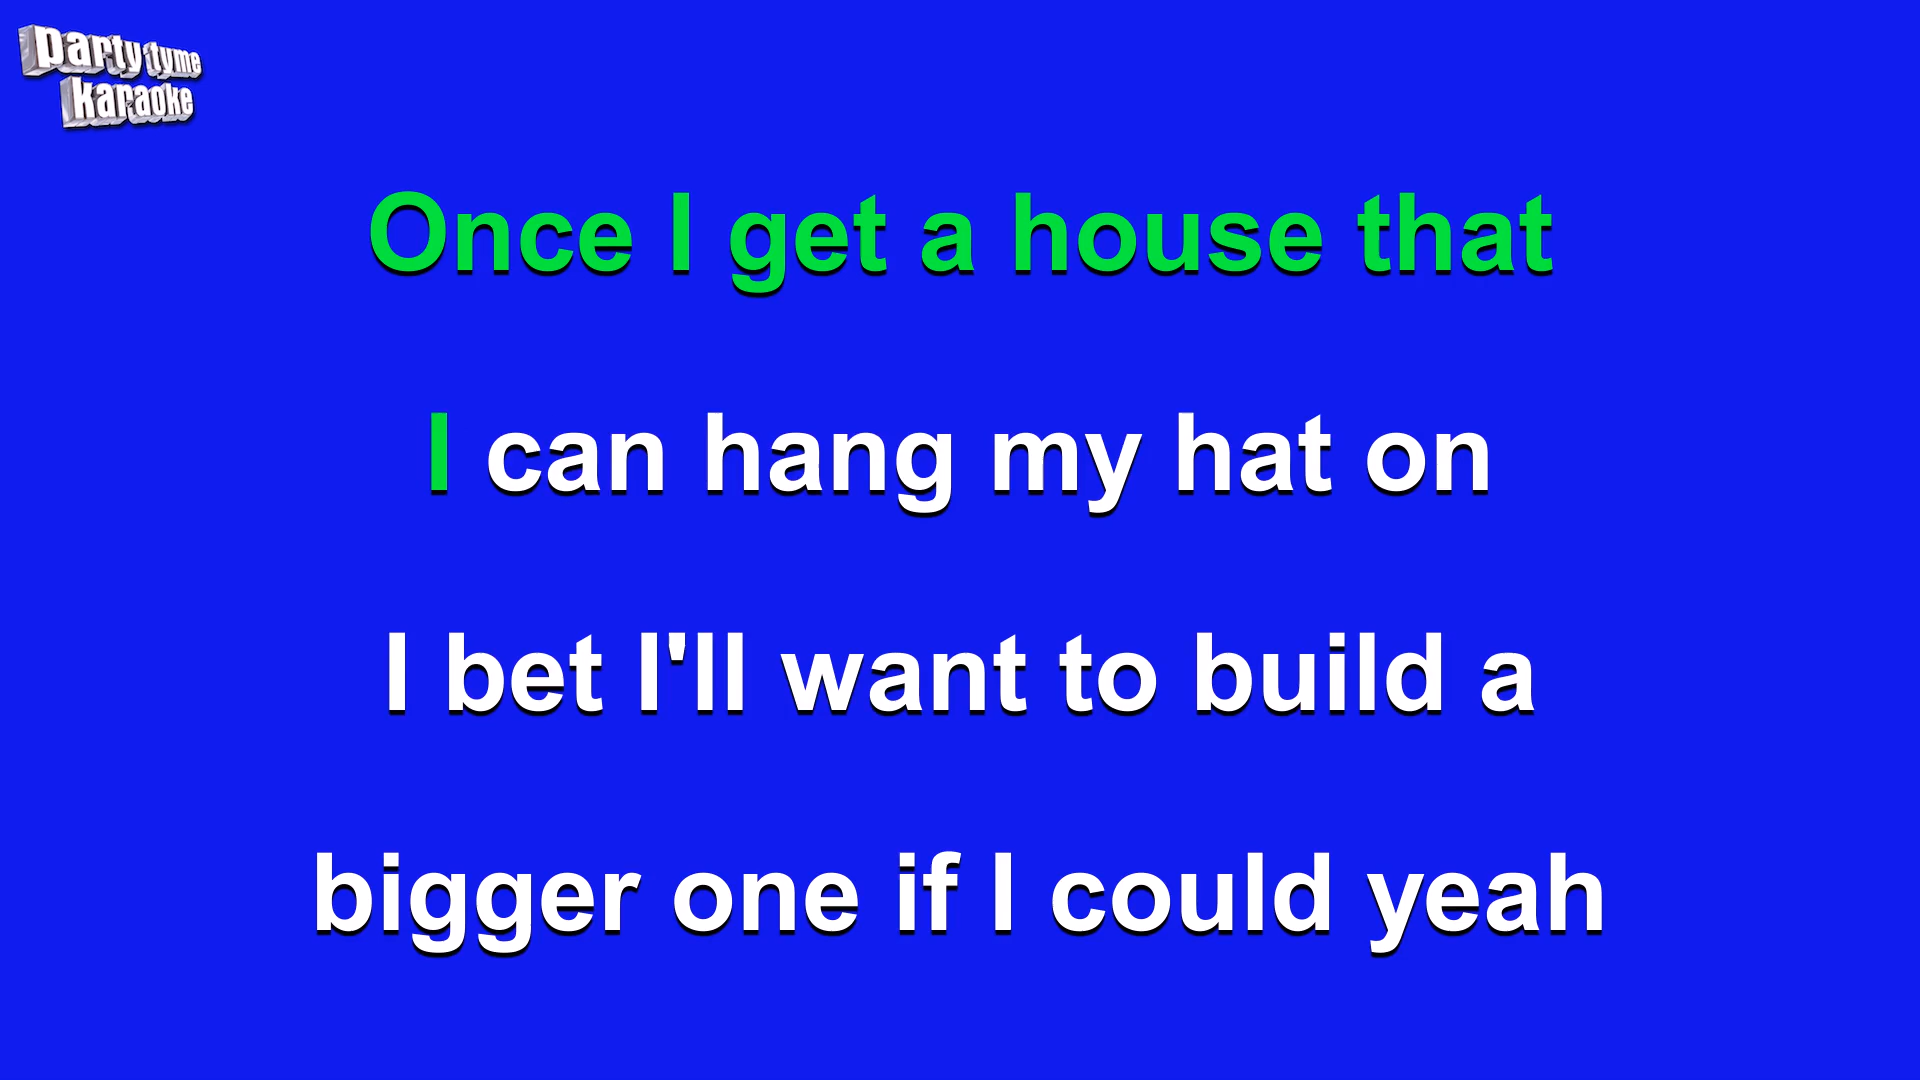 party tyme
karaoke
Once I get a house that
I can hang my hat on
I bet I'll want to build a
bigger one if I could yeah